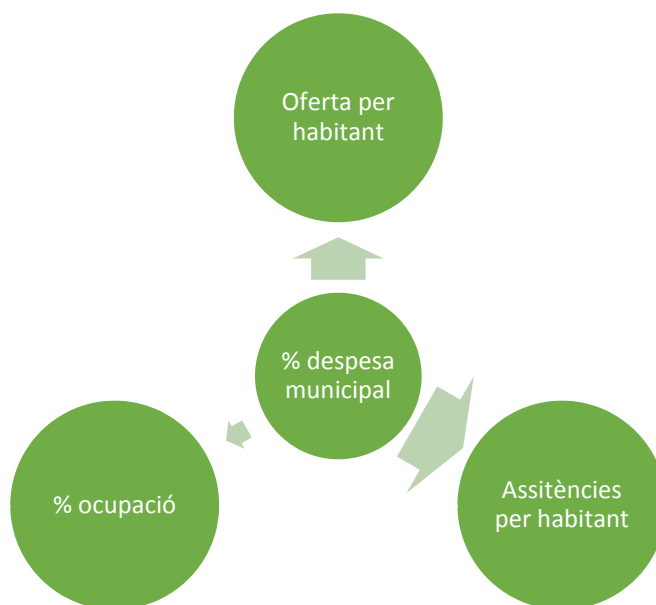 Oferta per
habitant
% despesa
municipal
% ocupació
Assitències
per habitant